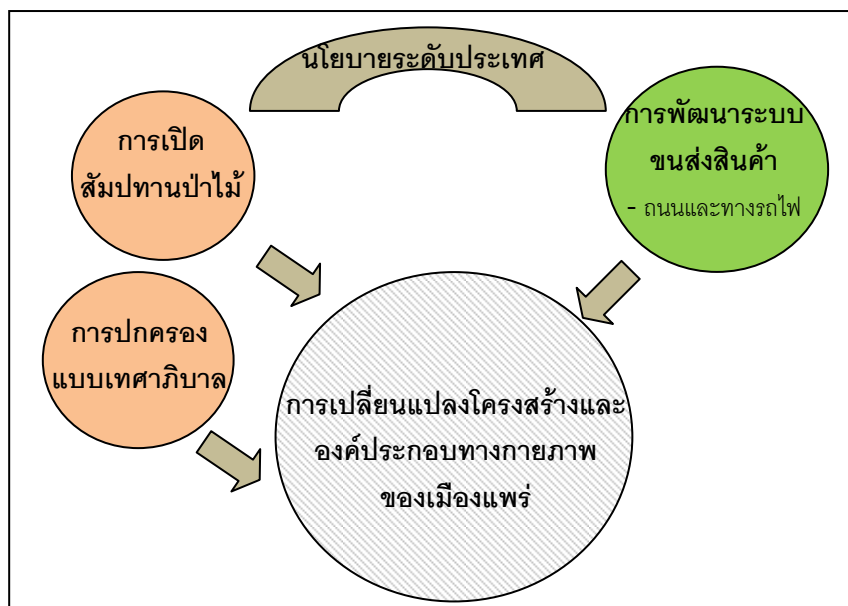 นโยบายระดับประเทศ
การเปิด
สัมปทานป่าไม้
การพัฒนาระบบ
ขนส่งสินค้า
- ถนนและทางรถไฟ
การปกครอง
แบบเทศาภิบาล
การเปลี่ยนแปลงโครงสร้างและ
องค์ประกอบทางกายภาพ
ของเมืองแพร่